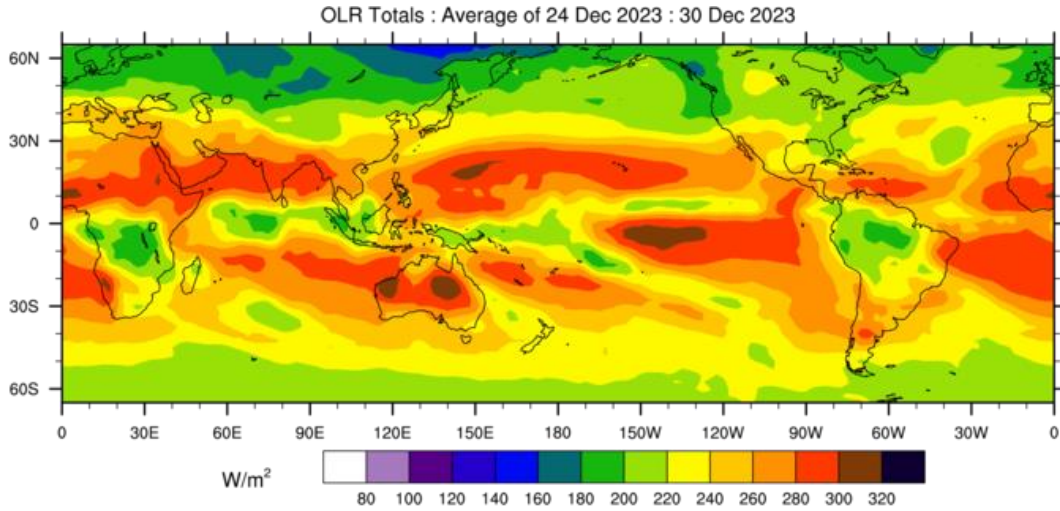 OLR Totals : Average of 24 Dec 2023 : 30 Dec 2023
60N
30N
0
30S
60S
0 30E 60E 90E 120E 150E 180 150W 120W 90W 60W 30W 0
W/m²
80 100 120 140 160 180 200 220 240 260 280 300 320